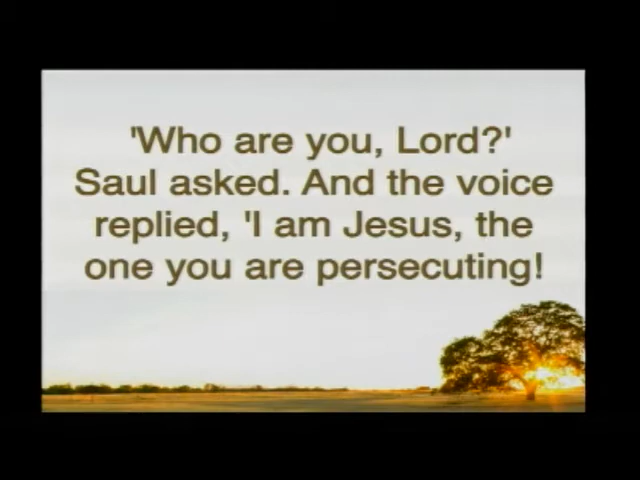 'Who are you, Lord?'
Saul asked. And the voice
replied, 'I am Jesus, the
one you are persecuting!